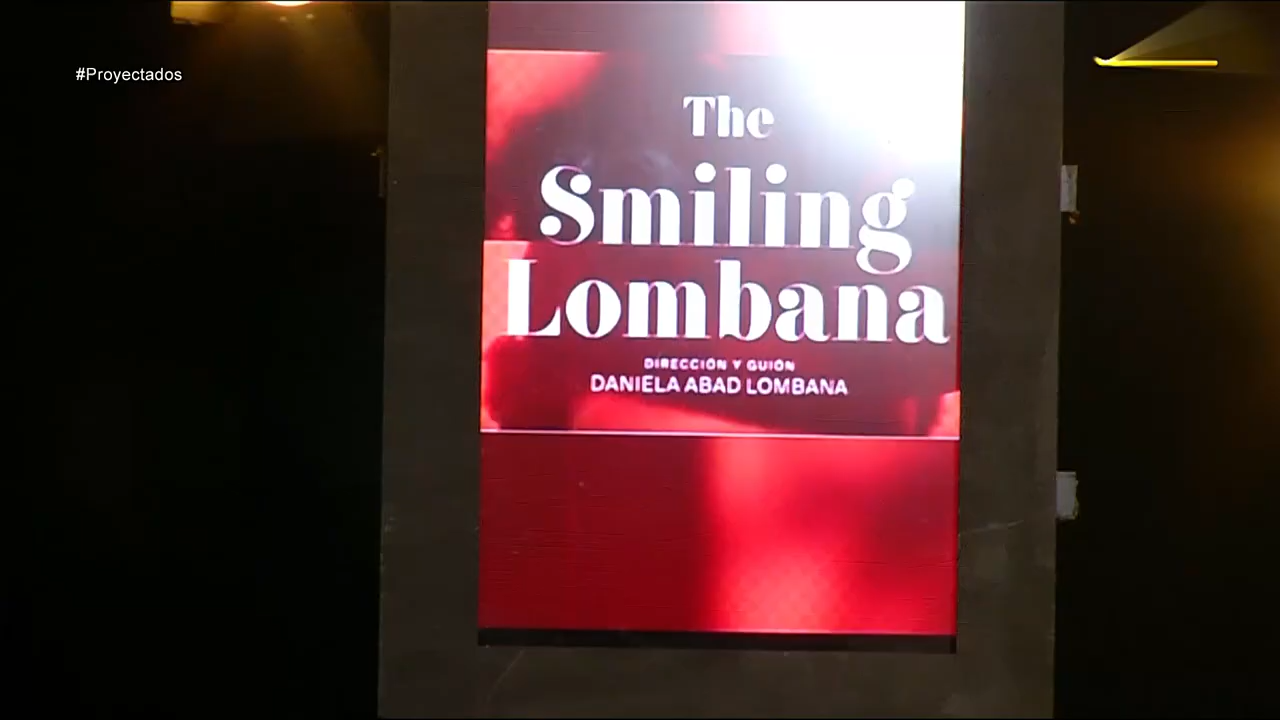 #Proyectados
The
Smiling
Lombana
DIRECCIÓN Y GUIÓN
DANIELA ABAD LOMBANA